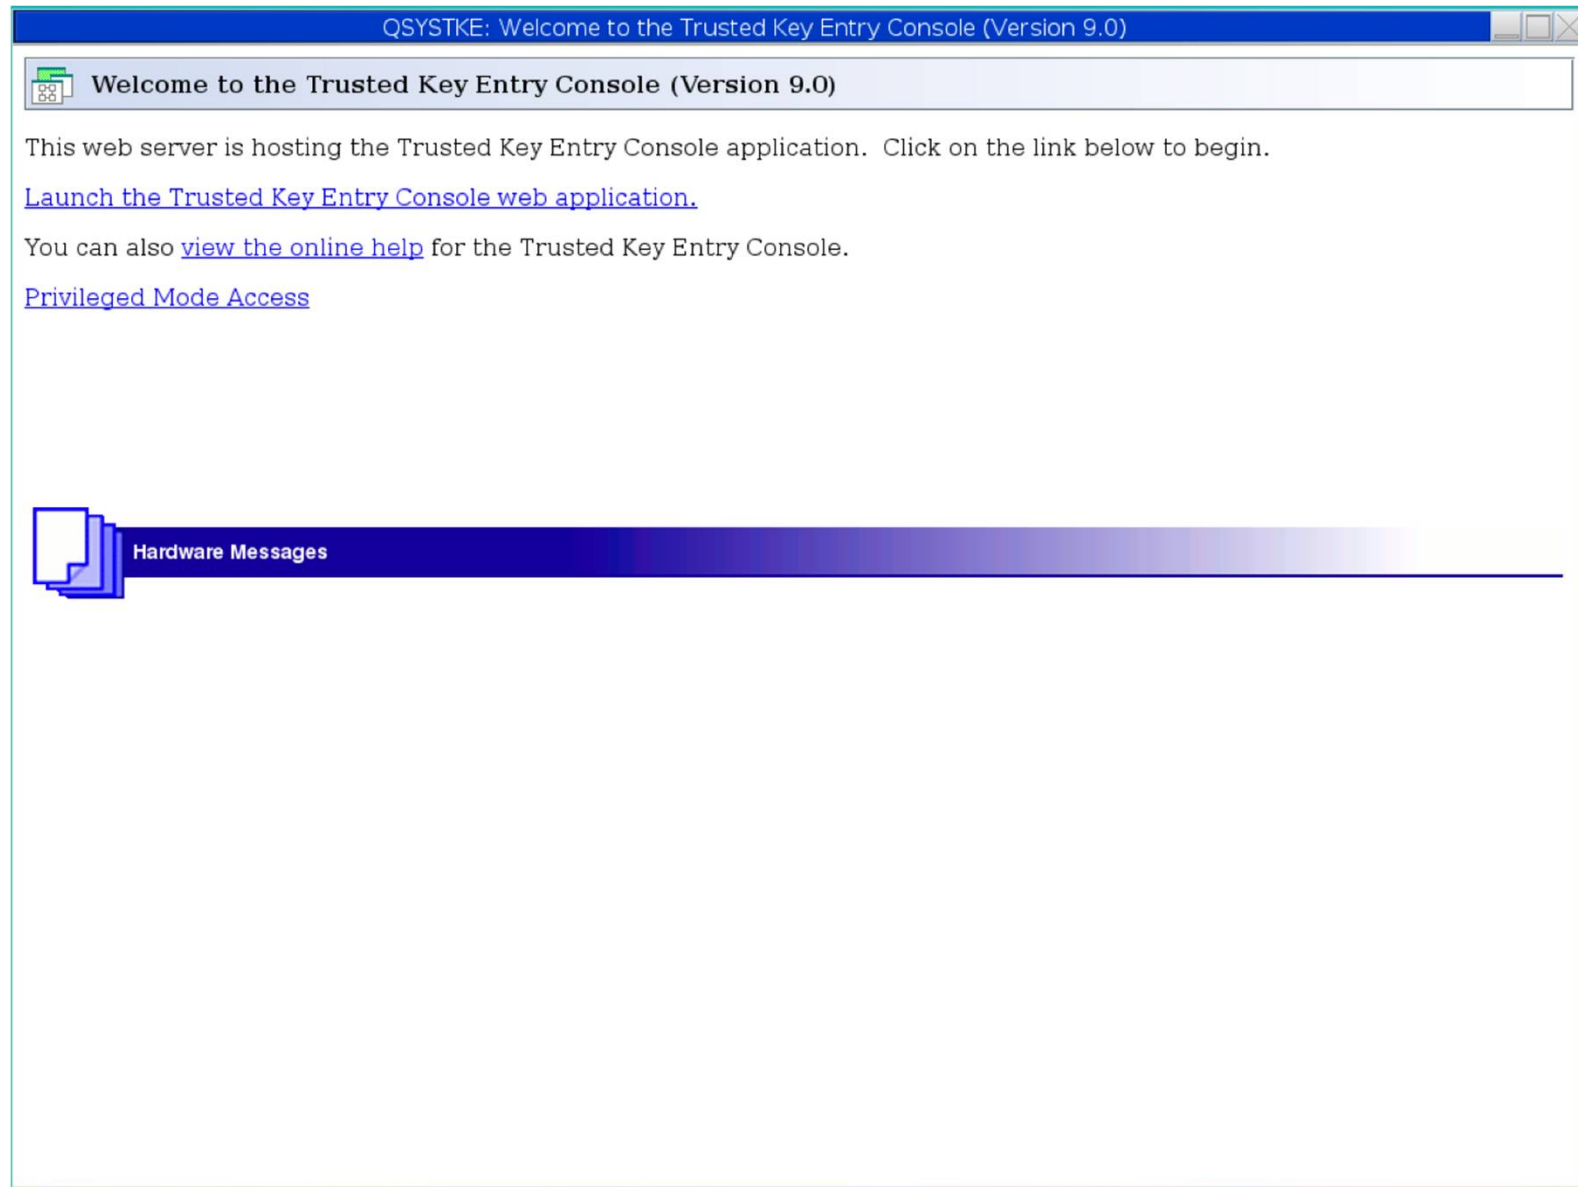 QSYSTKE: Welcome to the Trusted Key Entry Console (Version 9.0)
Welcome to the Trusted Key Entry Console (Version 9.0)
This web server is hosting the Trusted Key Entry Console application.  Click on the link below to begin.
Launch the Trusted Key Entry Console web application.
You can also view the online help for the Trusted Key Entry Console.
Privileged Mode Access
Hardware Messages